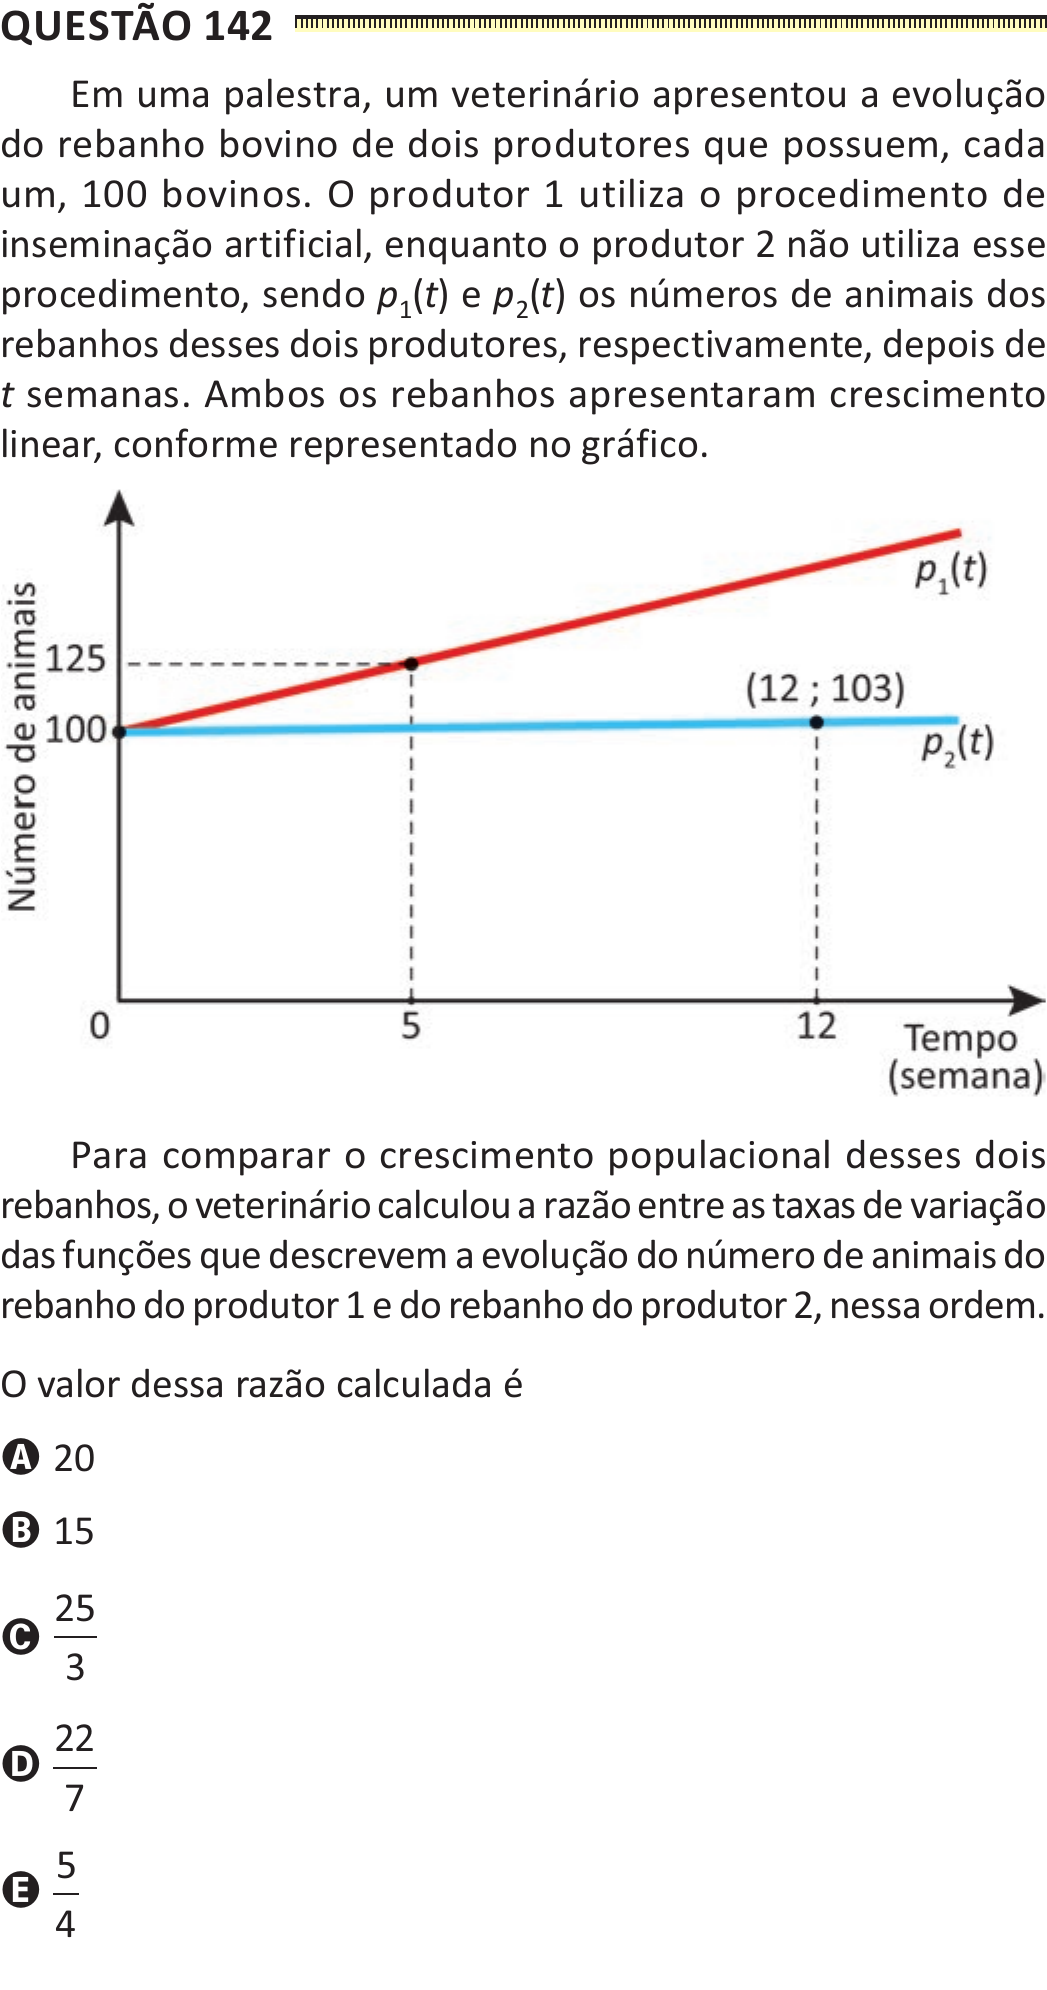 QUESTÃO 142
Em uma palestra, um veterinário apresentou a evolução
do rebanho bovino de dois produtores que possuem, cada
um, 100 bovinos. O produtor 1 utiliza o procedimento de
inseminação artificial, enquanto o produtor 2 não utiliza esse
procedimento, sendo p₁(t) e p₂(t) os números de animais dos
rebanhos desses dois produtores, respectivamente, depois de
t semanas. Ambos os rebanhos apresentaram crescimento
linear, conforme representado no gráfico.
Número de animais
p₁(t)
125
(12 ; 103)
100
p₂(t)
0
5
12
Tempo
(semana)
Para comparar o crescimento populacional desses dois
rebanhos, o veterinário calculou a razão entre as taxas de variação
das funções que descrevem a evolução do número de animais do
rebanho do produtor 1 e do rebanho do produtor 2, nessa ordem.
O valor dessa razão calculada é
A 20
B 15
C 25/3
D 22/7
E 5/4